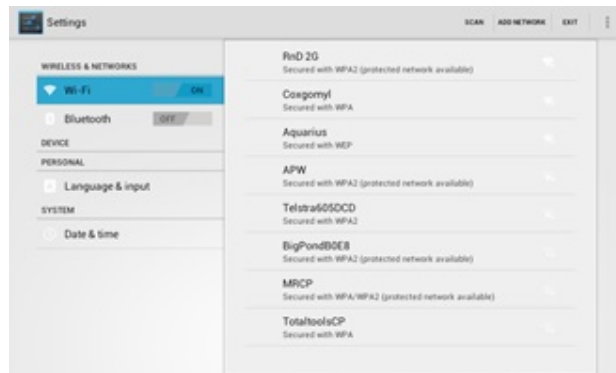 Settings
SCAN
ADD NETWORK
EXIT
WIRELESS & NETWORKS
Wi-Fi
ON
Bluetooth
OFF
DEVICE
PERSONAL
Language & input
SYSTEM
Date & time
RnD 2G
Secured with WPA2 (protected network available)
Coxgomyl
Secured with WPA
Aquarius
Secured with WEP
APW
Secured with WPA2 (protected network available)
Telstra605DCD
Secured with WPA2
BigPondB0E8
Secured with WPA2 (protected network available)
MRCP
Secured with WPA/WPA2 (protected network available)
TotaltoolsCP
Secured with WPA